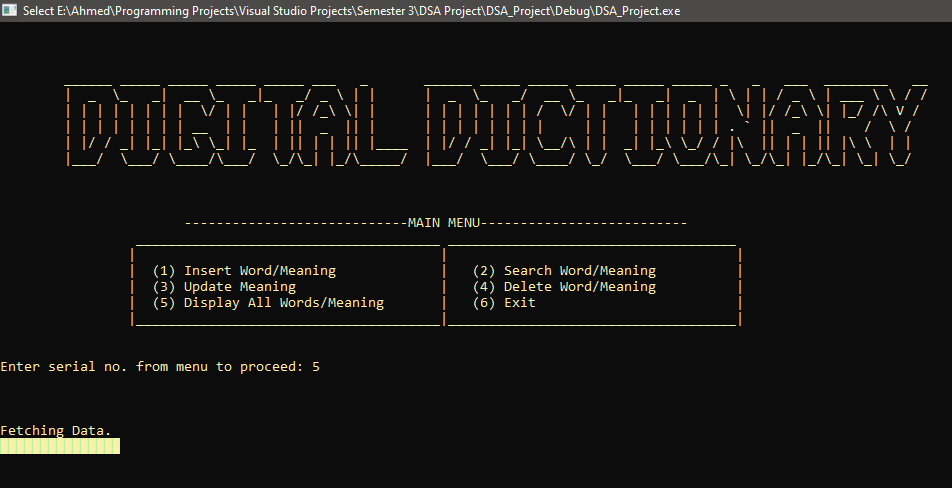 Select E:\Ahmed\Programming Projects\Visual Studio Projects\Semester 3\DSA Project\DSA_Project\Debug\DSA_Project.exe
DIGITAL DICTIONARY
----------------------------MAIN MENU--------------------------
(1) Insert Word/Meaning (2) Search Word/Meaning
(3) Update Meaning (4) Delete Word/Meaning
(5) Display All Words/Meaning (6) Exit
Enter serial no. from menu to proceed: 5
Fetching Data.